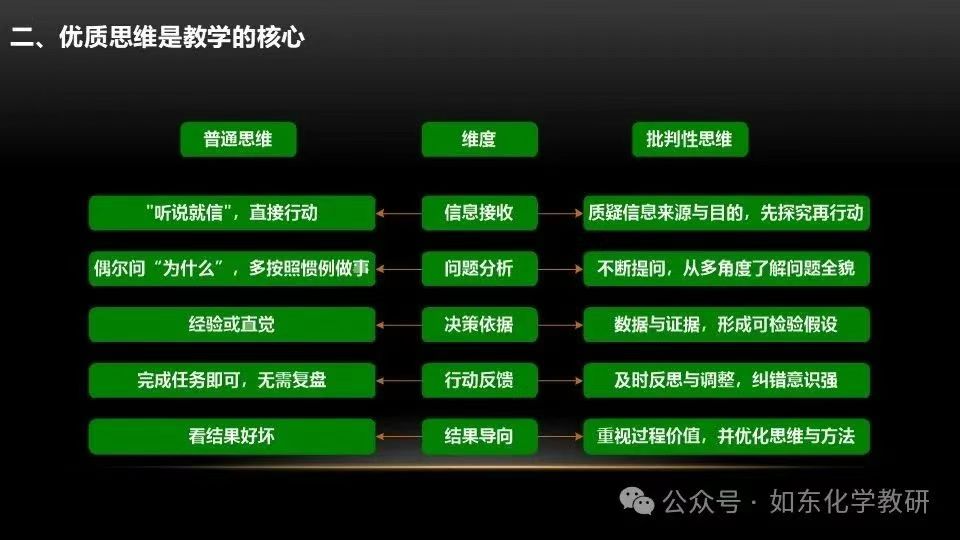 二、优质思维是教学的核心
普通思维 维度 批判性思维
"听说就信"，直接行动 信息接收 质疑信息来源与目的，先探究再行动
偶尔问“为什么”，多按照惯例做事 问题分析 不断提问，从多角度了解问题全貌
经验或直觉 决策依据 数据与证据，形成可检验假设
完成任务即可，无需复盘 行动反馈 及时反思与调整，纠错意识强
看结果好坏 结果导向 重视过程价值，并优化思维与方法
公众号·如东化学教研